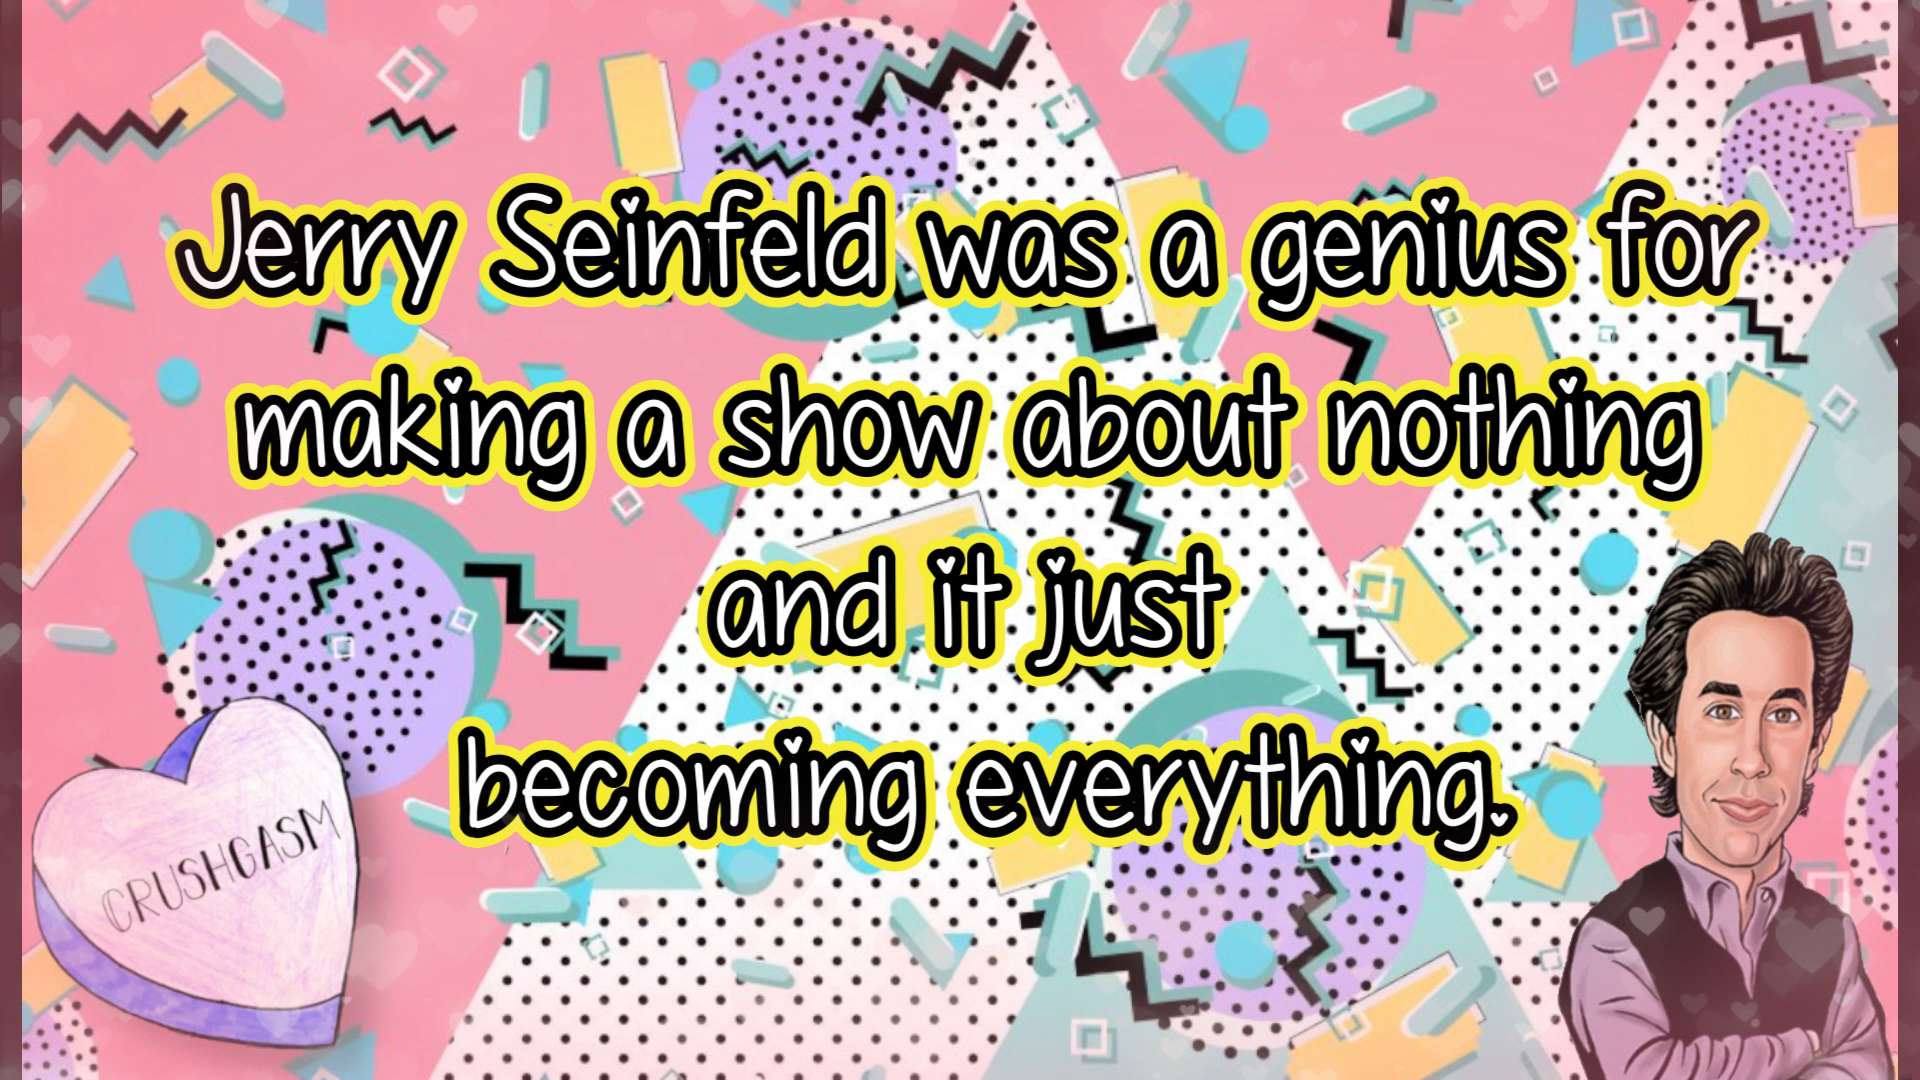 Jerry Seinfeld was a genius for
making a show about nothing
and it just
becoming everything.
CRUSHGASM